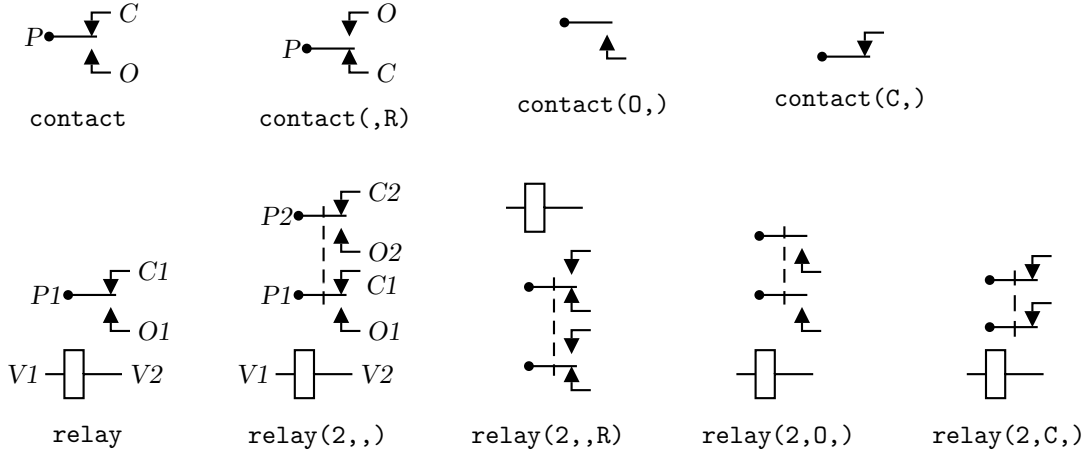 C O
P P
O C
contact contact(,R) contact(O,) contact(C,)
C2
P2
O2
C1 C1
P1 P1
O1 O1
V1 V2 V1 V2
relay relay(2,,) relay(2,,R) relay(2,O,) relay(2,C,)